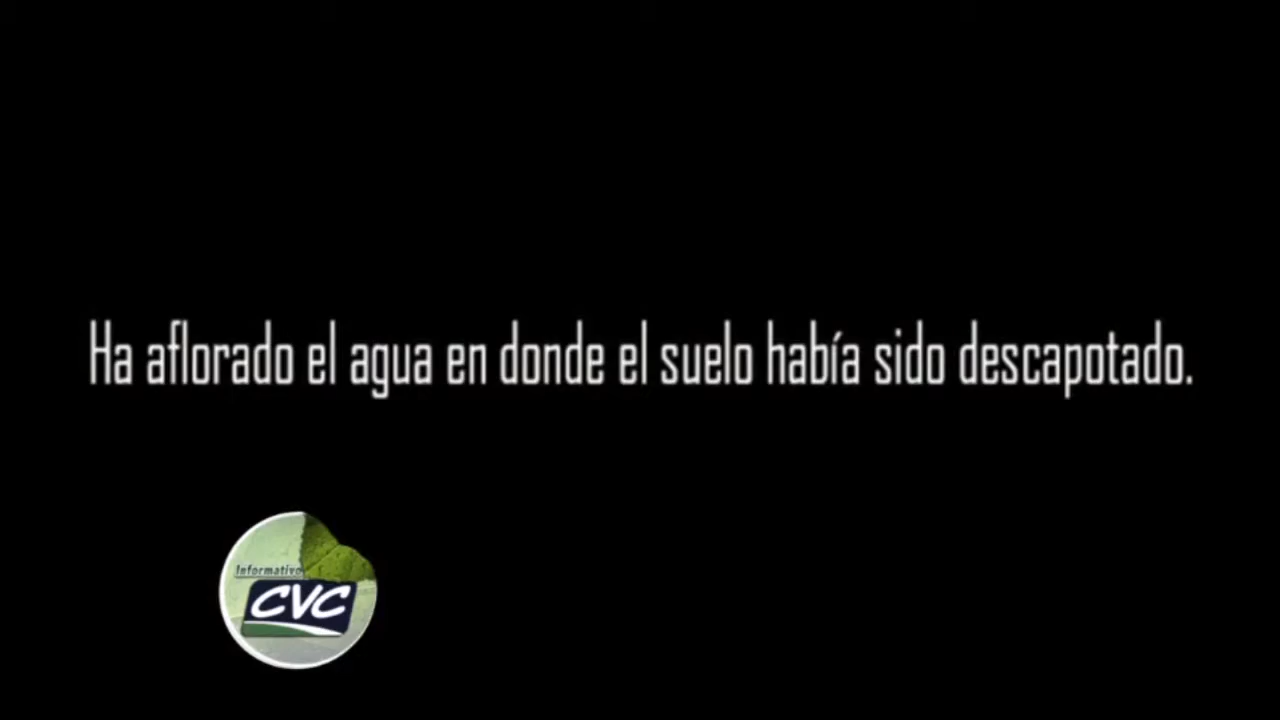 Ha aflorado el agua en donde el suelo había sido descapotado.
Informativo
CVC